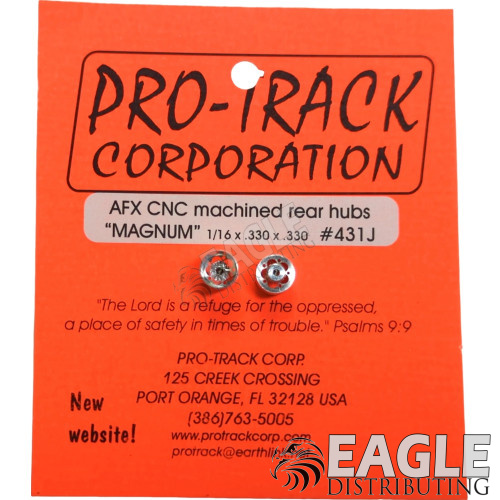 PRO-TRACK
CORPORATION
AFX CNC machined rear hubs
"MAGNUM" 1/16 x .330 x .330 #431J
EAGLE
"The Lord is a refuge for the oppressed,
a place of safety in times of trouble." Psalms 9:9
PRO-TRACK CORP.
125 CREEK CROSSING
PORT ORANGE, FL 32128 USA
(386)763-5005
www.protrackcorp.com
New
website!
EAGLE
DISTRIBUTING